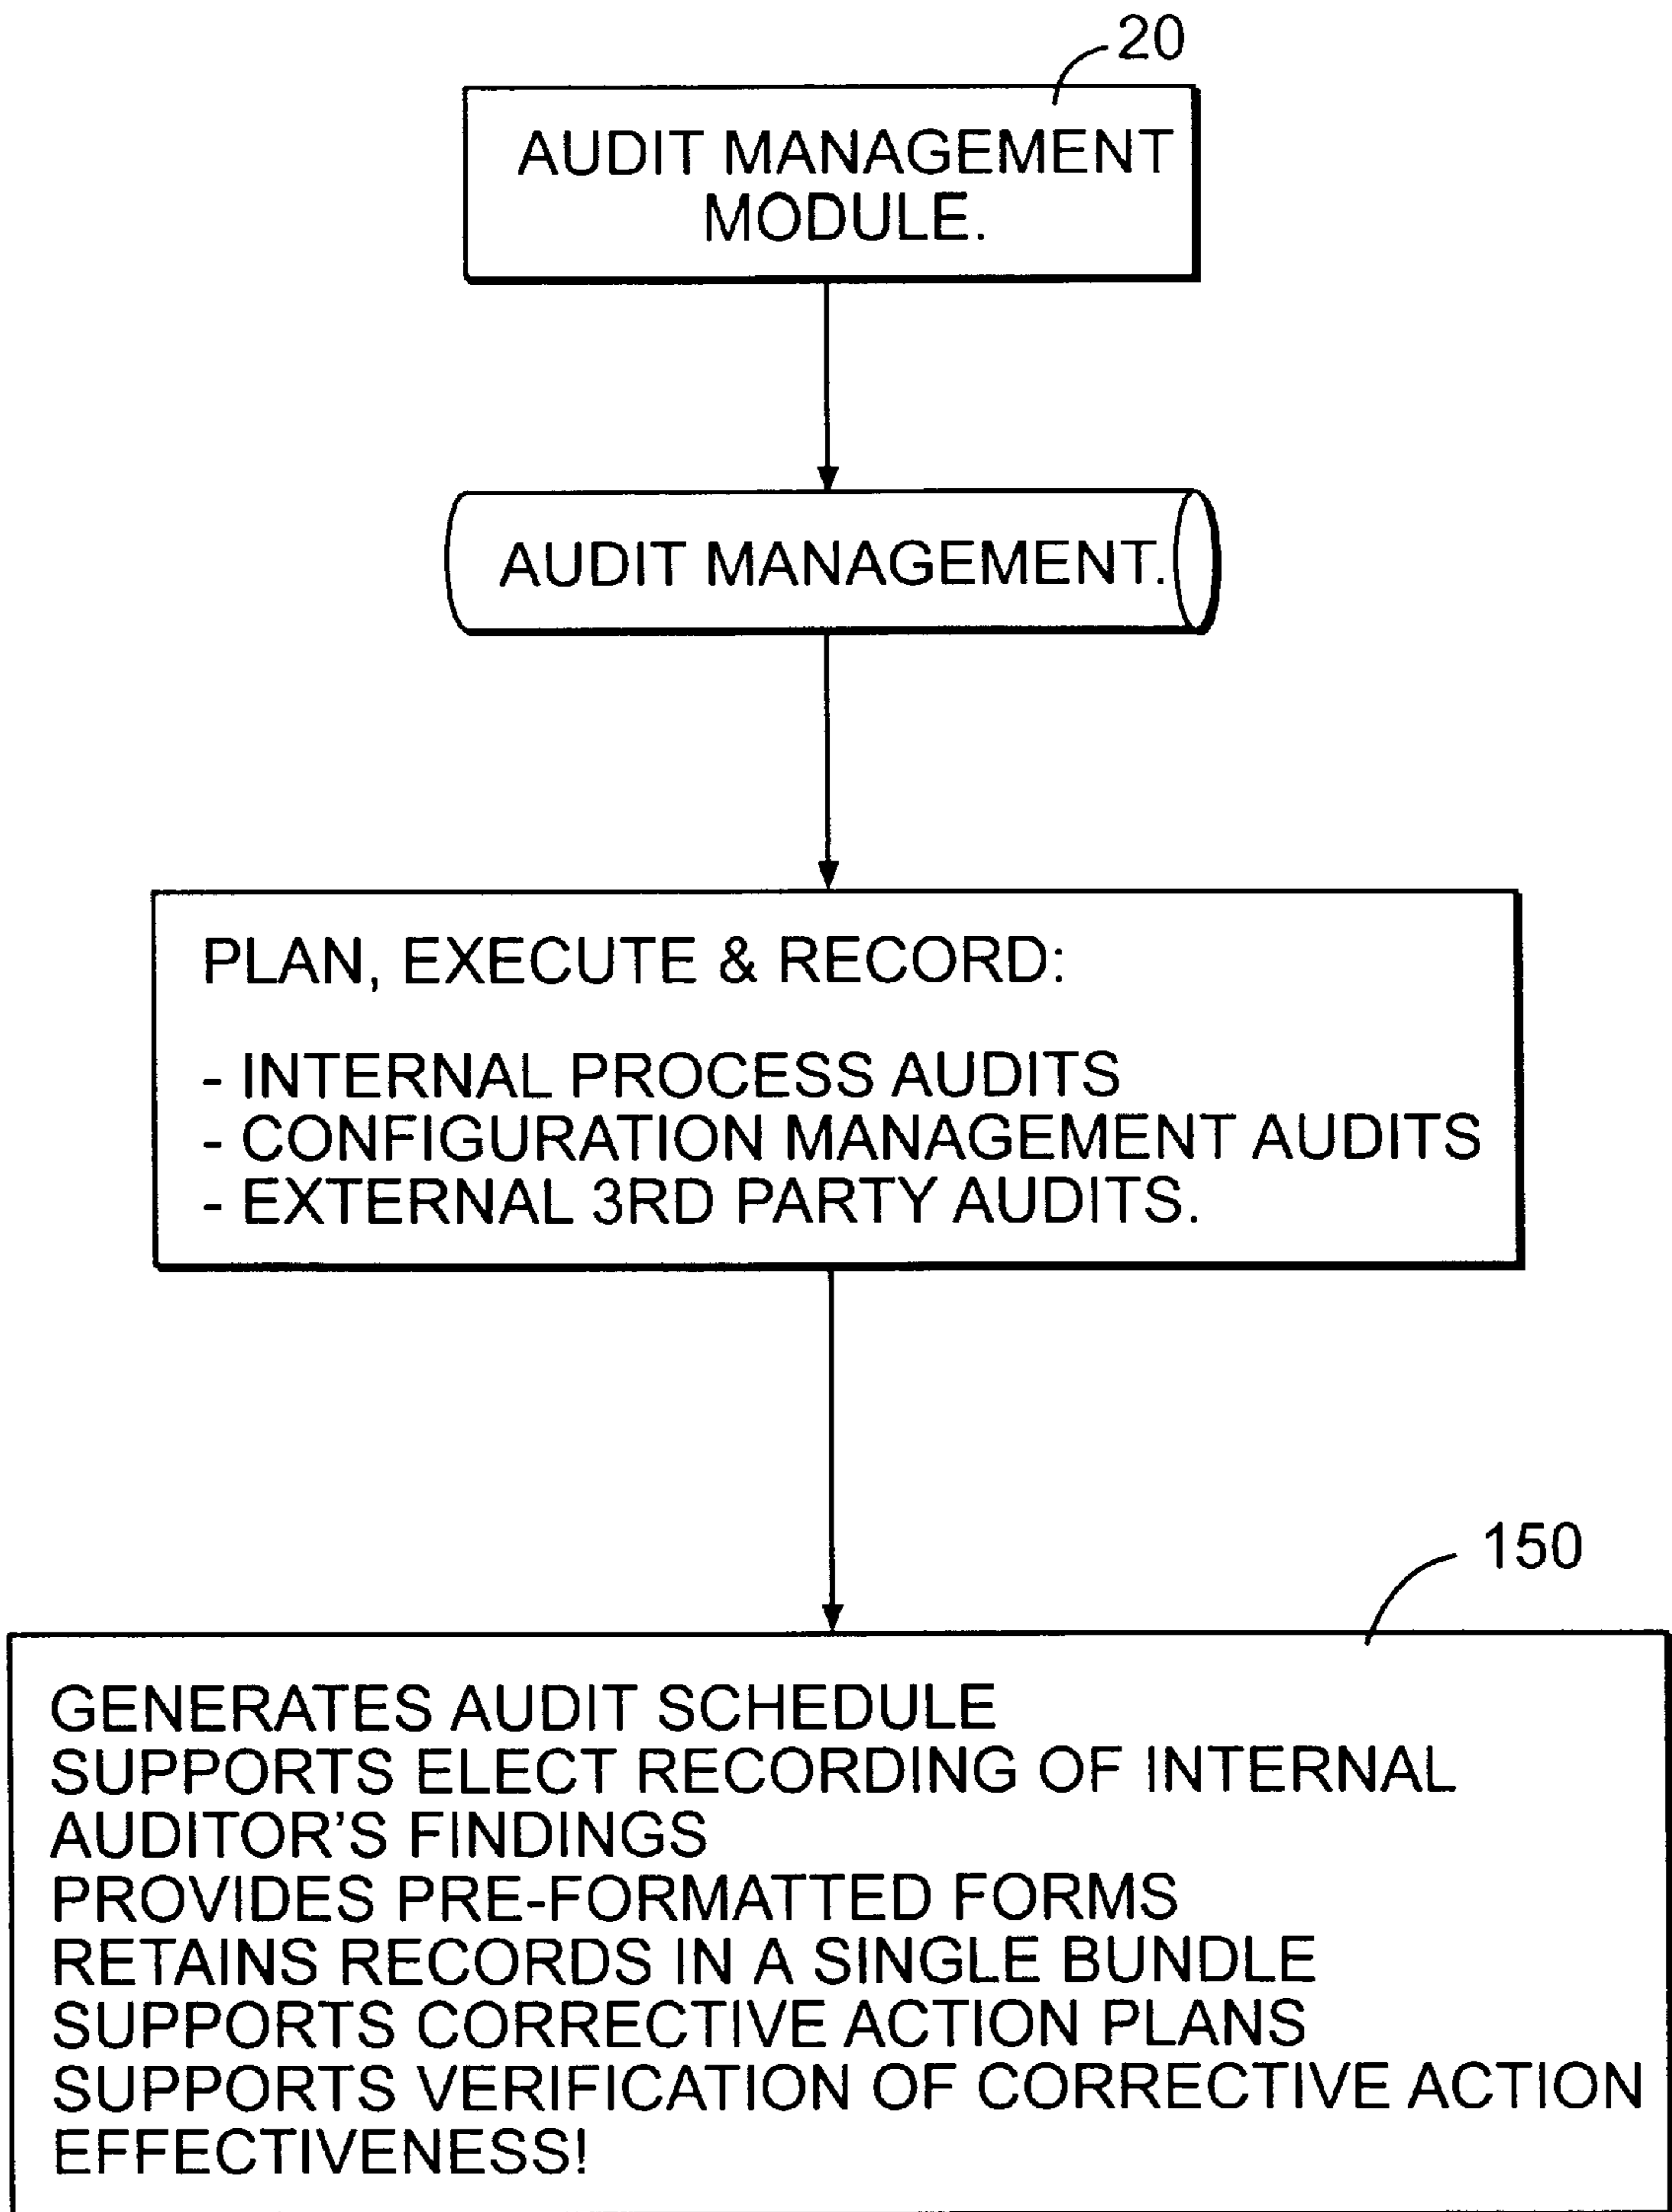 20
AUDIT MANAGEMENT
MODULE.
AUDIT MANAGEMENT.
PLAN, EXECUTE & RECORD:
- INTERNAL PROCESS AUDITS
- CONFIGURATION MANAGEMENT AUDITS
- EXTERNAL 3RD PARTY AUDITS.
150
GENERATES AUDIT SCHEDULE
SUPPORTS ELECT RECORDING OF INTERNAL
AUDITOR'S FINDINGS
PROVIDES PRE-FORMATTED FORMS
RETAINS RECORDS IN A SINGLE BUNDLE
SUPPORTS CORRECTIVE ACTION PLANS
SUPPORTS VERIFICATION OF CORRECTIVE ACTION
EFFECTIVENESS!